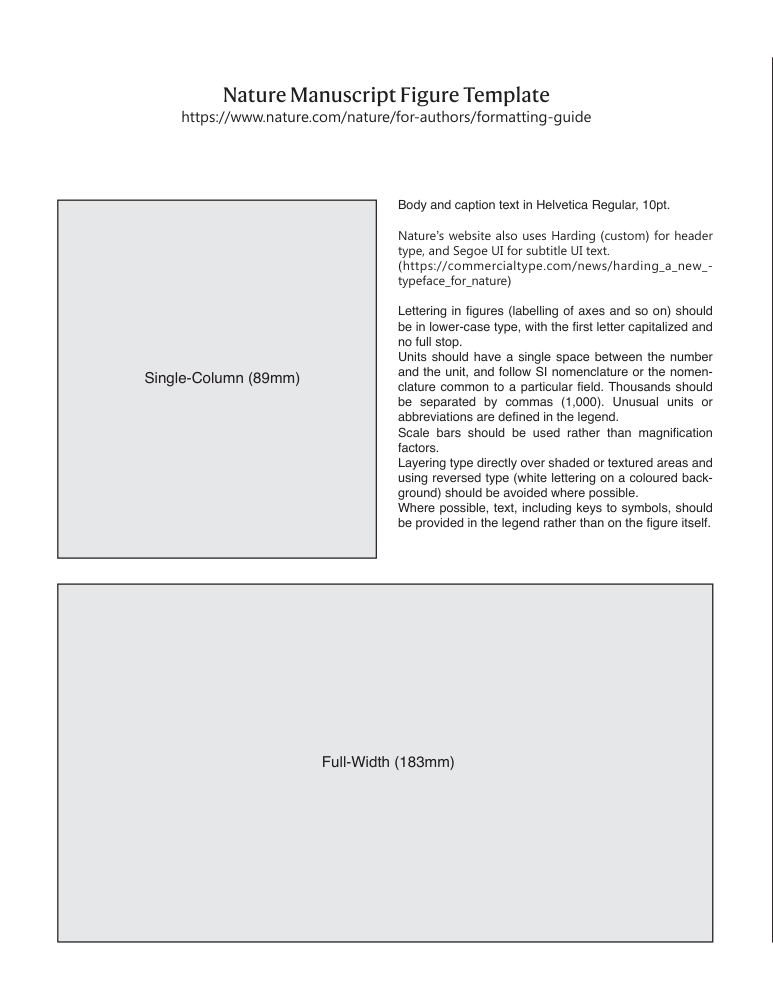 Nature Manuscript Figure Template
https://www.nature.com/nature/for-authors/formatting-guide
Single-Column (89mm)
Body and caption text in Helvetica Regular, 10pt.
Nature's website also uses Harding (custom) for header
type, and Segoe UI for subtitle UI text.
(https://commercialtype.com/news/harding_a_new_-
typeface_for_nature)
Lettering in figures (labelling of axes and so on) should
be in lower-case type, with the first letter capitalized and
no full stop.
Units should have a single space between the number
and the unit, and follow SI nomenclature or the nomen-
clature common to a particular field. Thousands should
be separated by commas (1,000). Unusual units or
abbreviations are defined in the legend.
Scale bars should be used rather than magnification
factors.
Layering type directly over shaded or textured areas and
using reversed type (white lettering on a coloured back-
ground) should be avoided where possible.
Where possible, text, including keys to symbols, should
be provided in the legend rather than on the figure itself.
Full-Width (183mm)